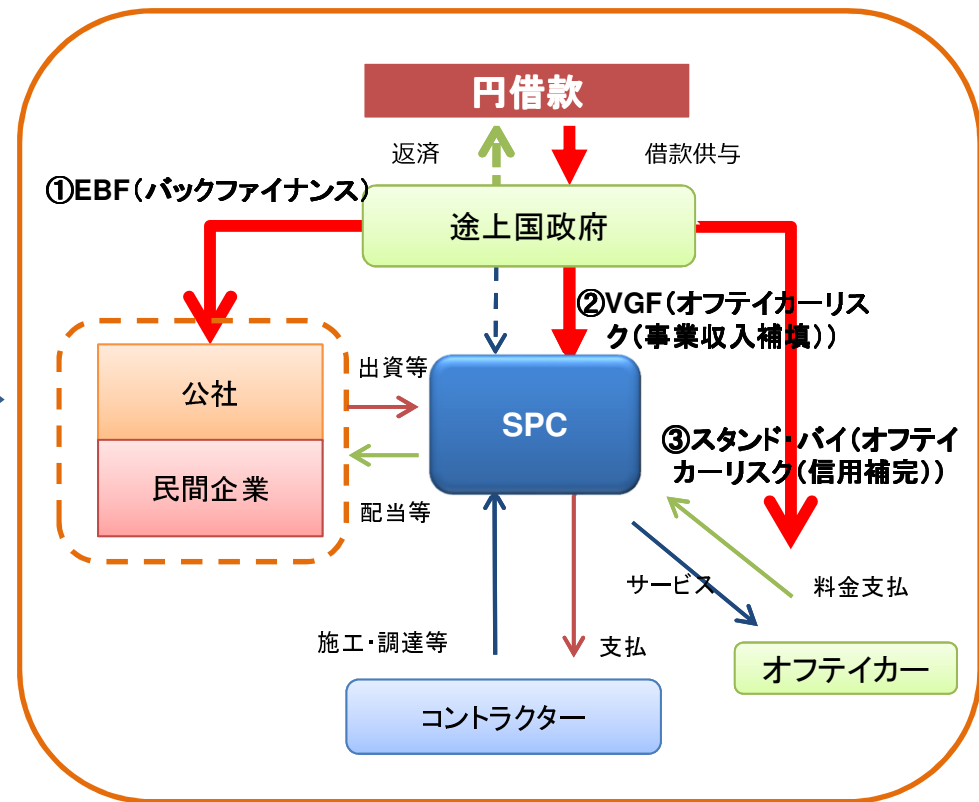 円借款
返済
借款供与
①EBF(バックファイナンス)
途上国政府
②VGF(オフテイカーリス
ク(事業収入補填))
公社
民間企業
出資等
配当等
SPC
③スタンド・バイ(オフテイ
カーリスク(信用補完))
サービス
料金支払
施工・調達等
支払
オフテイカー
コントラクター